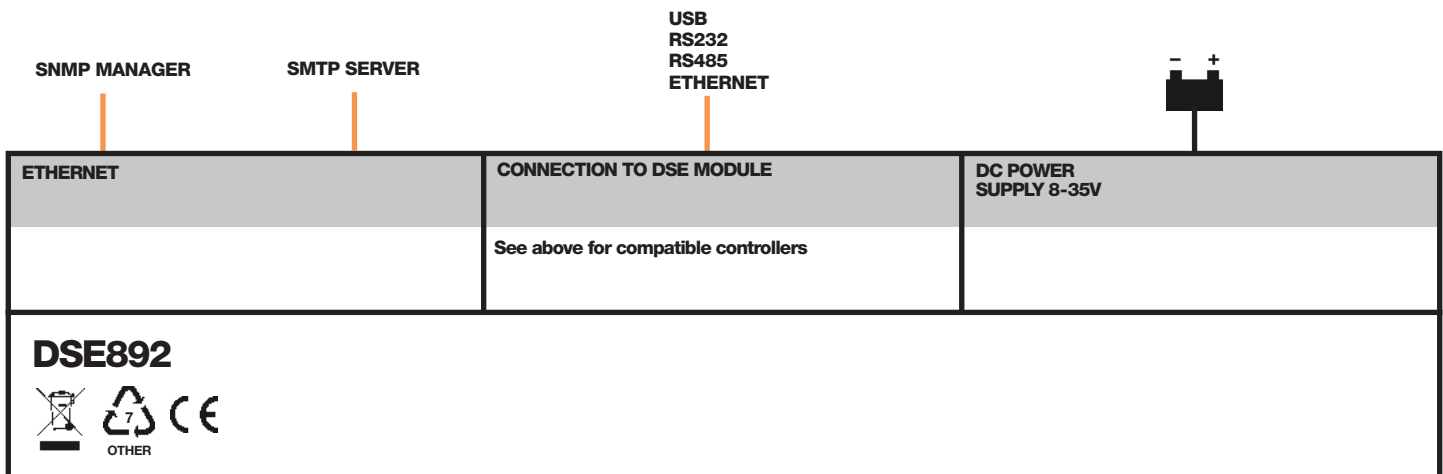 SNMP MANAGER
SMTP SERVER
USB
RS232
RS485
ETHERNET
– +
ETHERNET
CONNECTION TO DSE MODULE
DC POWER
SUPPLY 8-35V
See above for compatible controllers
DSE892
7
CE
OTHER